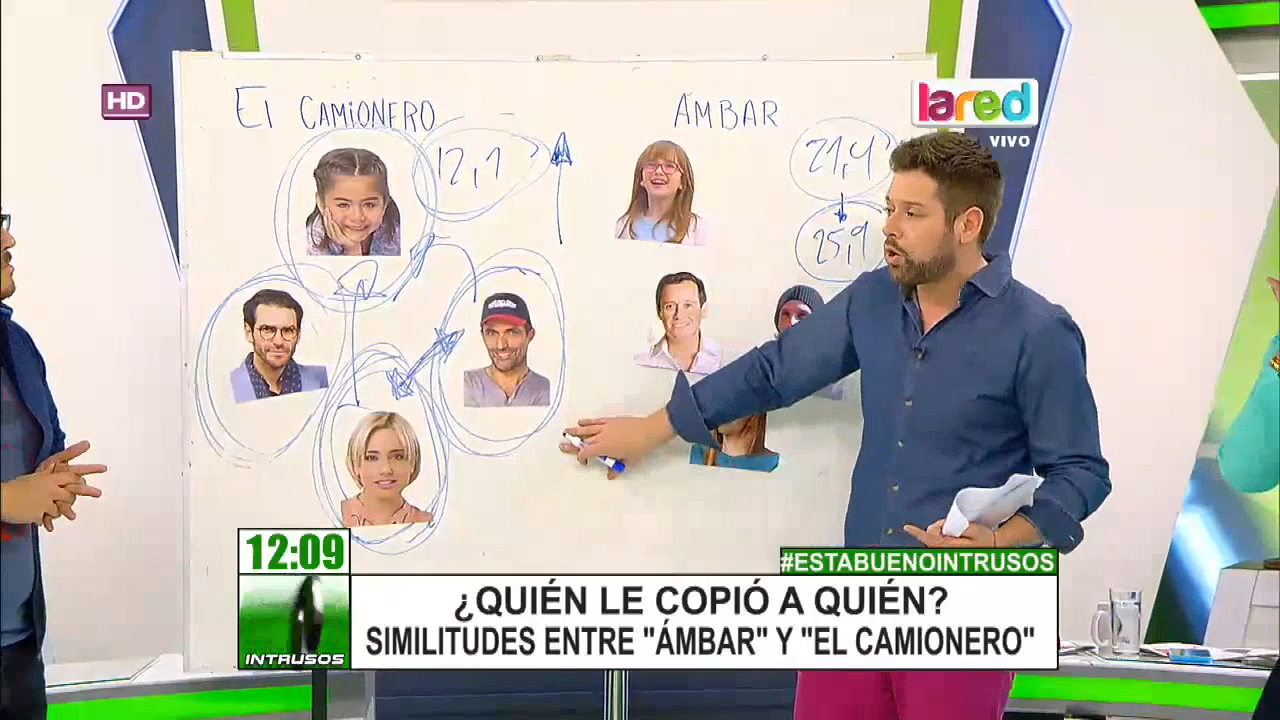 HD
EL CAMIONERO
ÁMBAR
lared
VIVO
12,1
21,4
25,9
12:09
#ESTABUENOINTRUSOS
¿QUIÉN LE COPIÓ A QUIÉN?
SIMILITUDES ENTRE "ÁMBAR" Y "EL CAMIONERO"
INTRUSOS